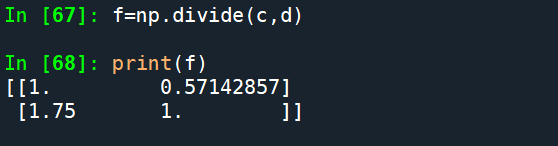 In [67]: f=np.divide(c,d)
In [68]: print(f)
[[1.         0.57142857]
 [1.75       1.        ]]